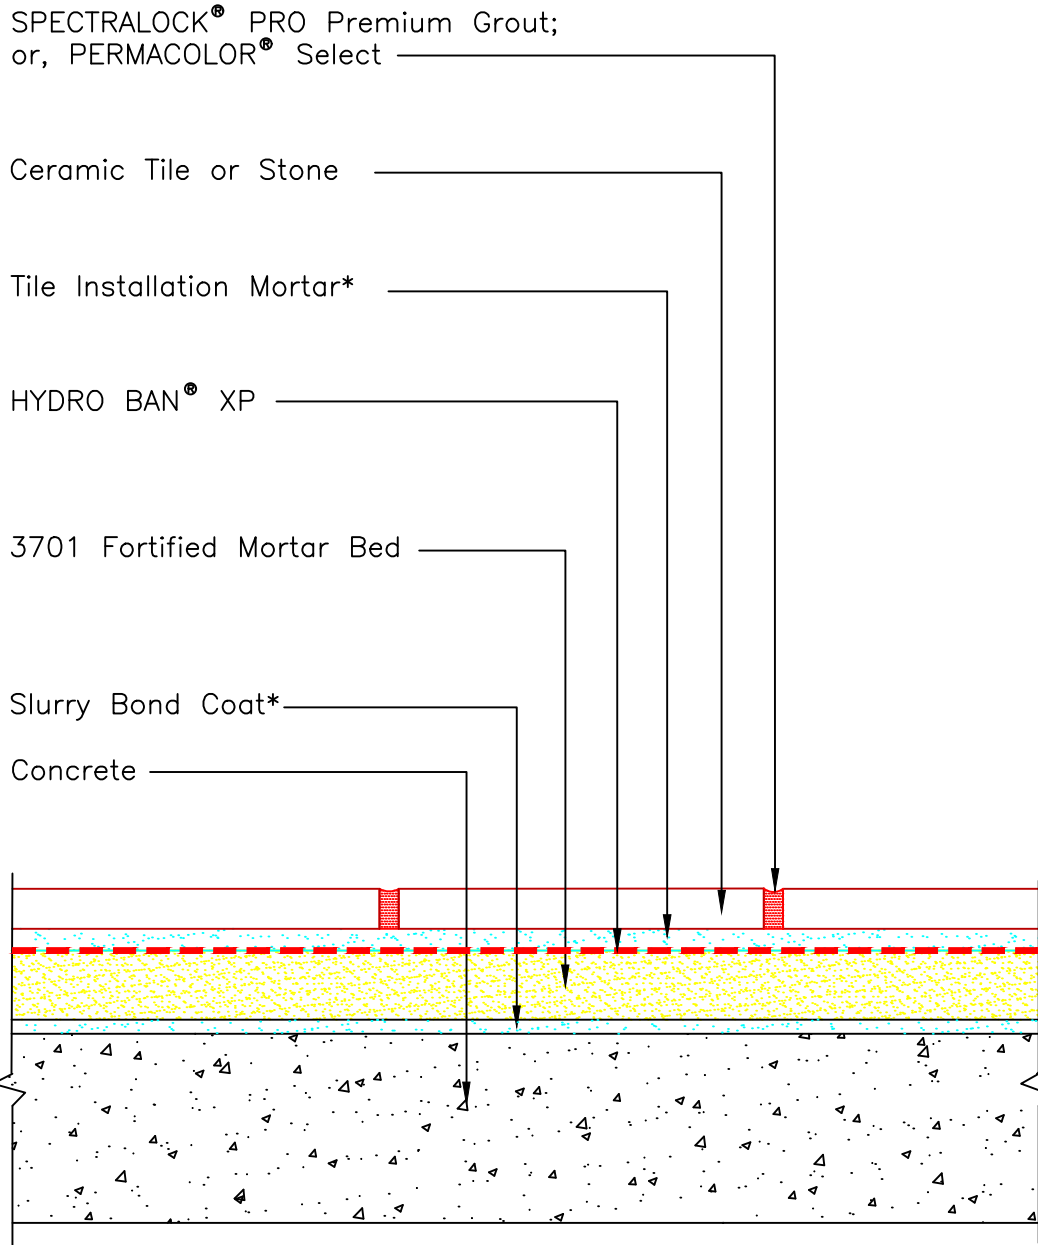 SPECTRALOCK® PRO Premium Grout;
or, PERMACOLOR® Select
Ceramic Tile or Stone
Tile Installation Mortar*
HYDRO BAN® XP
3701 Fortified Mortar Bed
Slurry Bond Coat*
Concrete